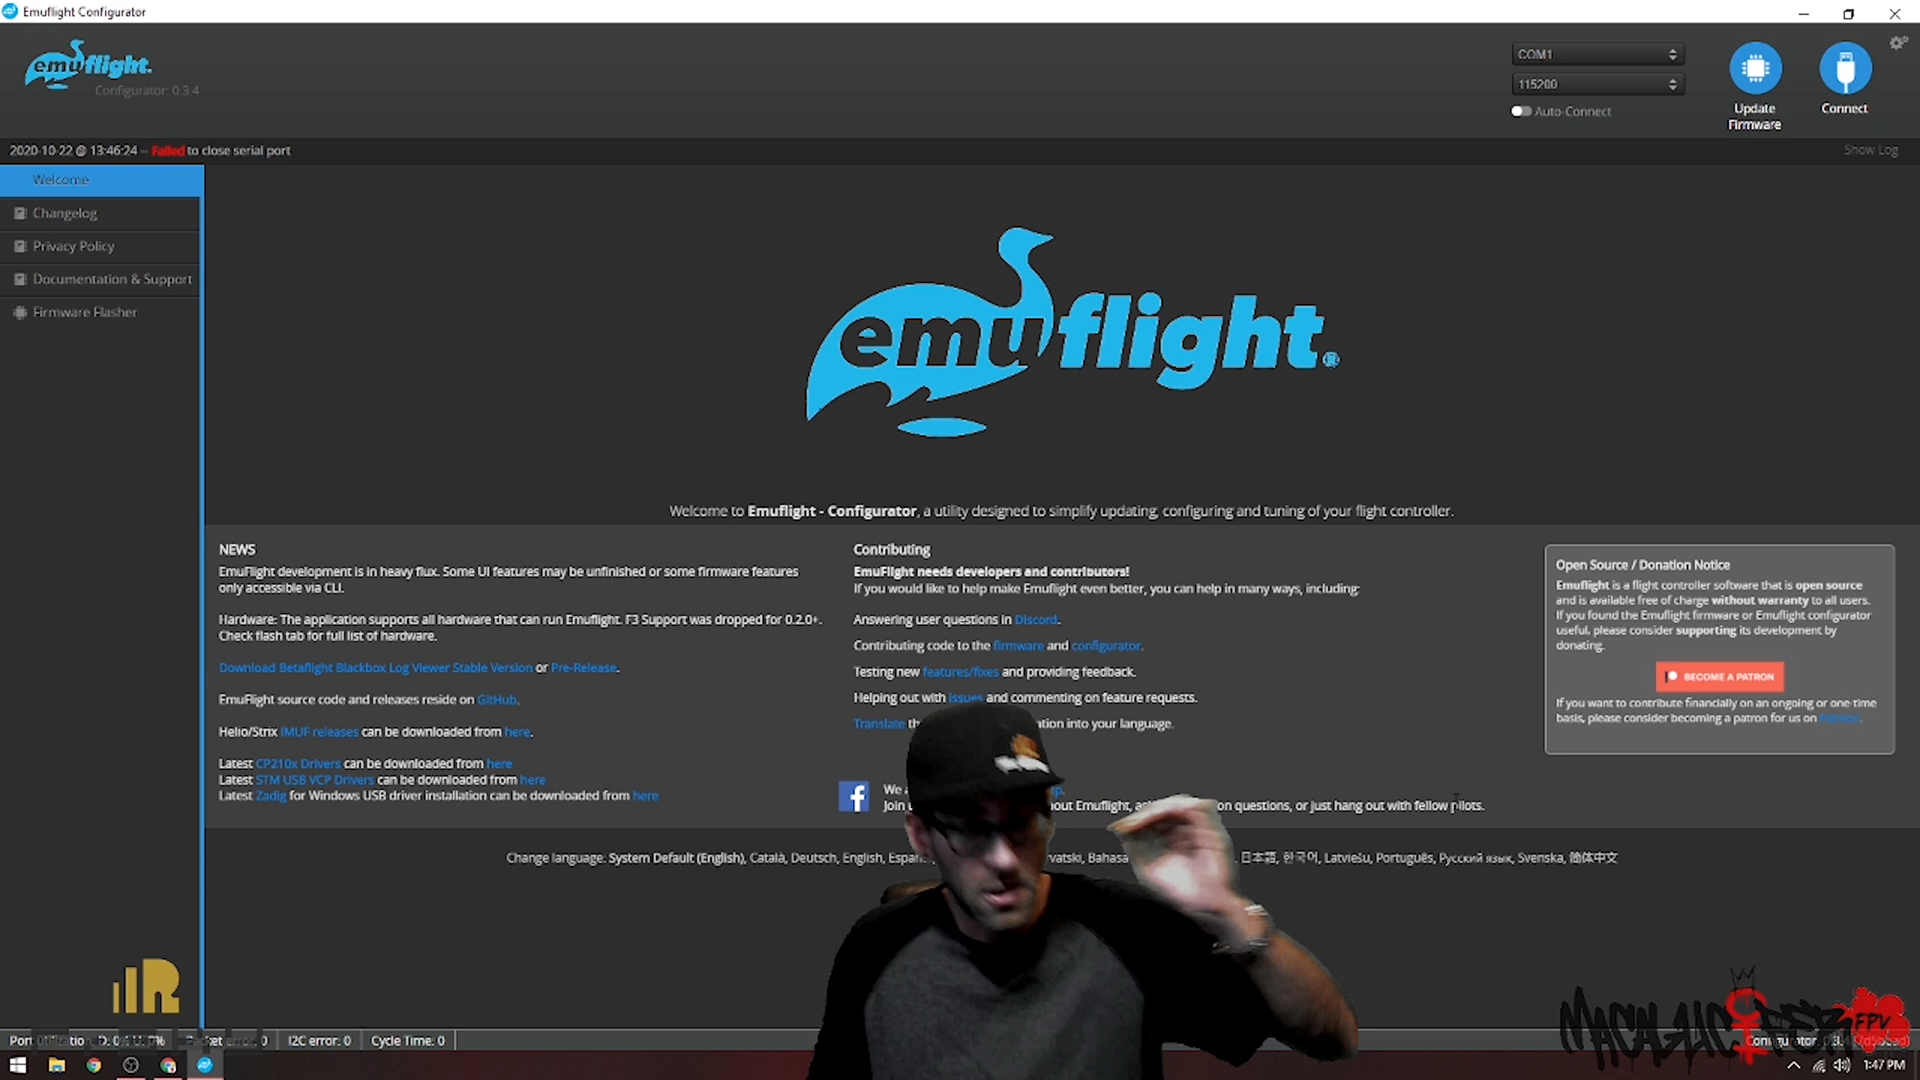 Emuflight Configurator
emuflight.
Configurator: 0.3.4
COM1
115200
Auto-Connect
Update
Firmware
Connect
2020-10-22 @ 13:46:24 -- Failed to close serial port
Show Log
Welcome
Changelog
Privacy Policy
Documentation & Support
Firmware Flasher
emuflight®
Welcome to Emuflight - Configurator, a utility designed to simplify updating, configuring and tuning of your flight controller.
NEWS
EmuFlight development is in heavy flux. Some UI features may be unfinished or some firmware features
only accessible via CLI.
Hardware: The application supports all hardware that can run Emuflight. F3 Support was dropped for 0.2.0+.
Check flash tab for full list of hardware.
Download Betaflight Blackbox Log Viewer Stable Version or Pre-Release.
EmuFlight source code and releases reside on GitHub.
Helio/Strix IMUF releases can be downloaded from here.
Latest CP210x Drivers can be downloaded from here
Latest STM USB VCP Drivers can be downloaded from here
Latest Zadig for Windows USB driver installation can be downloaded from here
Contributing
EmuFlight needs developers and contributors!
If you would like to help make Emuflight even better, you can help in many ways, including:
Answering user questions in Discord.
Contributing code to the firmware and configurator.
Testing new features/fixes and providing feedback.
Helping out with issues and commenting on feature requests.
Translate ation into your language.
We
Join out Emuflight, on questions, or just hang out with fellow pilots.
Open Source / Donation Notice
Emuflight is a flight controller software that is open source
and is available free of charge without warranty to all users.
If you found the Emuflight firmware or Emuflight configurator
useful, please consider supporting its development by
donating.
BECOME A PATRON
If you want to contribute financially on an ongoing or one-time
basis, please consider becoming a patron for us on Patreon.
Change language: System Default (English), Català, Deutsch, English, Españ vatski, Bahasa 日本語, 한국어, Latviešu, Português, Русский язык, Svenska, 简体中文
R
MACALUCIFER FPV
Port utilization: D: 0% U: 0% Packet error: 0 I2C error: 0 Cycle Time: 0
1:47 PM